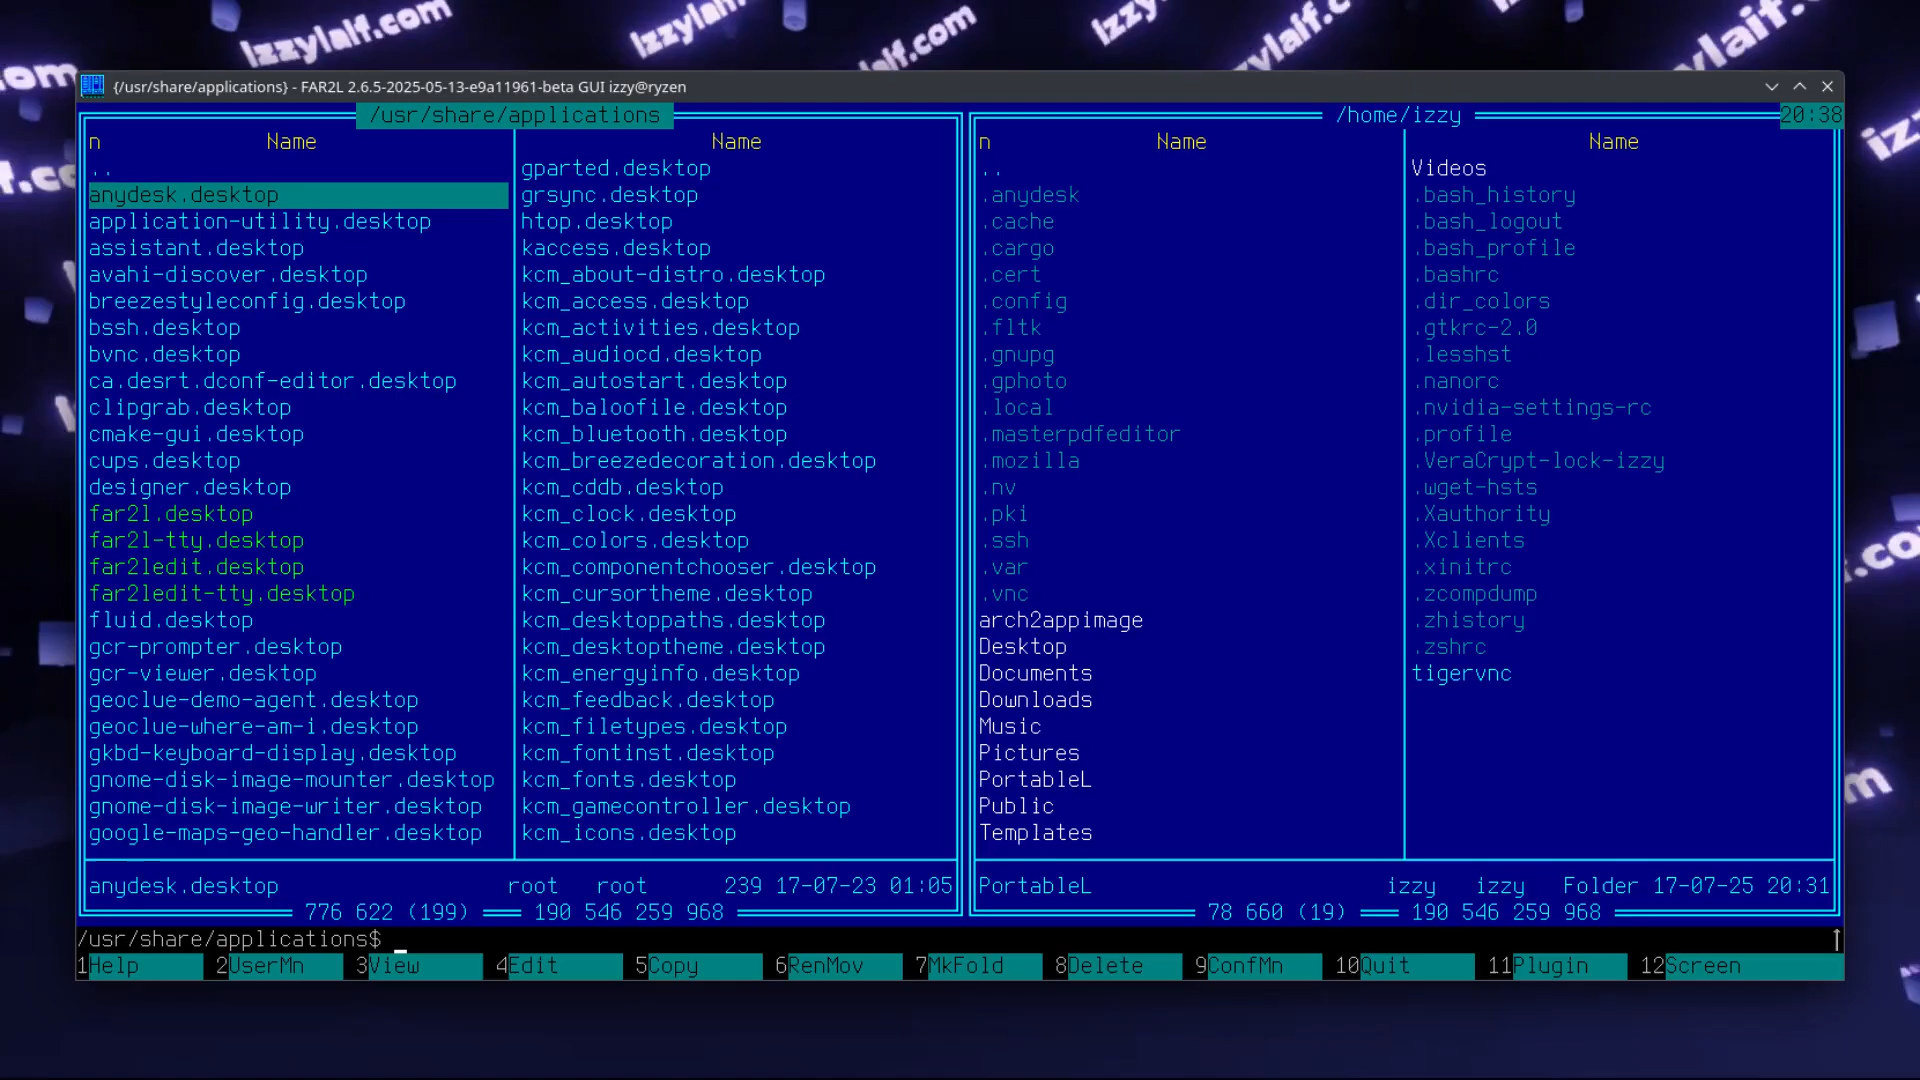 Izzylaif.com
{/usr/share/applications} - FAR2L 2.6.5-2025-05-13-e9a11961-beta GUI izzy@ryzen
/usr/share/applications
n Name Name
..
anydesk.desktop
application-utility.desktop
assistant.desktop
avahi-discover.desktop
breezestyleconfig.desktop
bssh.desktop
bvnc.desktop
ca.desrt.dconf-editor.desktop
clipgrab.desktop
cmake-gui.desktop
cups.desktop
designer.desktop
far2l.desktop
far2l-tty.desktop
far2ledit.desktop
far2ledit-tty.desktop
fluid.desktop
gcr-prompter.desktop
gcr-viewer.desktop
geoclue-demo-agent.desktop
geoclue-where-am-i.desktop
gkbd-keyboard-display.desktop
gnome-disk-image-mounter.desktop
gnome-disk-image-writer.desktop
google-maps-geo-handler.desktop
gparted.desktop
grsync.desktop
htop.desktop
kaccess.desktop
kcm_about-distro.desktop
kcm_access.desktop
kcm_activities.desktop
kcm_audiocd.desktop
kcm_autostart.desktop
kcm_baloofile.desktop
kcm_bluetooth.desktop
kcm_breezedecoration.desktop
kcm_cddb.desktop
kcm_clock.desktop
kcm_colors.desktop
kcm_componentchooser.desktop
kcm_cursortheme.desktop
kcm_desktoppaths.desktop
kcm_desktoptheme.desktop
kcm_energyinfo.desktop
kcm_feedback.desktop
kcm_filetypes.desktop
kcm_fontinst.desktop
kcm_fonts.desktop
kcm_gamecontroller.desktop
kcm_icons.desktop
anydesk.desktop root root 239 17-07-23 01:05
776 622 (199) 190 546 259 968
/home/izzy
20:38
n Name Name
..
.anydesk
.cache
.cargo
.cert
.config
.fltk
.gnupg
.gphoto
.local
.masterpdfeditor
.mozilla
.nv
.pki
.ssh
.var
.vnc
arch2appimage
Desktop
Documents
Downloads
Music
Pictures
PortableL
Public
Templates
Videos
.bash_history
.bash_logout
.bash_profile
.bashrc
.dir_colors
.gtkrc-2.0
.lesshst
.nanorc
.nvidia-settings-rc
.profile
.VeraCrypt-lock-izzy
.wget-hsts
.Xauthority
.Xclients
.xinitrc
.zcompdump
.zhistory
.zshrc
tigervnc
PortableL izzy izzy Folder 17-07-25 20:31
78 660 (19) 190 546 259 968
/usr/share/applications$
1Help 2UserMn 3View 4Edit 5Copy 6RenMov 7MkFold 8Delete 9ConfMn 10Quit 11Plugin 12Screen